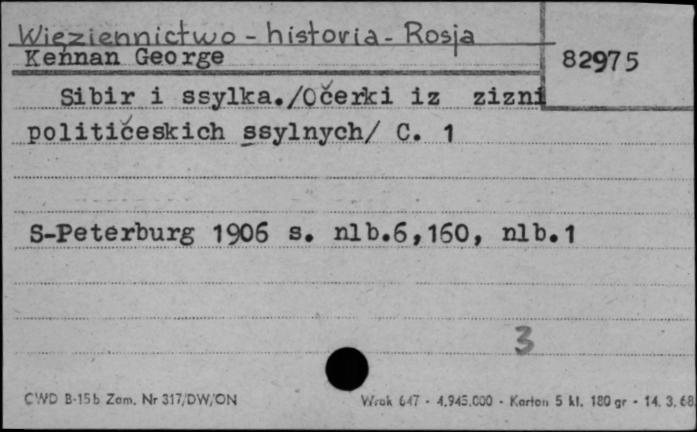 Więziennictwo - historia - Rosja
Kennan George
82975
Sibir i ssylka./Očerki iz zizni
politićeskich ssylnych/ C. 1
S-Peterburg 1906 s. nlb.6,160, nlb.1
3
CWD B-15b Zam. Nr 317/DW/ON
Wrak 647 - 4.945.000 - Karton 5 kl. 180 gr - 14. 3. 68